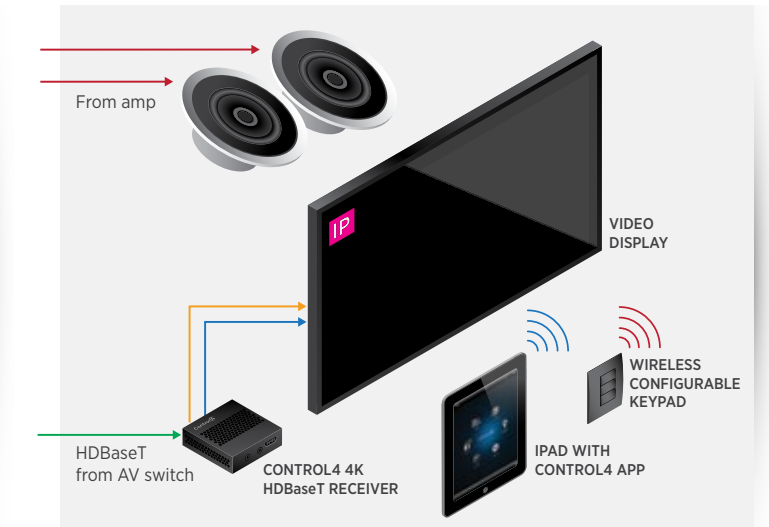 From amp
IP
VIDEO
DISPLAY
WIRELESS
CONFIGURABLE
KEYPAD
Control4
HDBaseT
from AV switch
CONTROL4 4K
HDBaseT RECEIVER
IPAD WITH
CONTROL4 APP